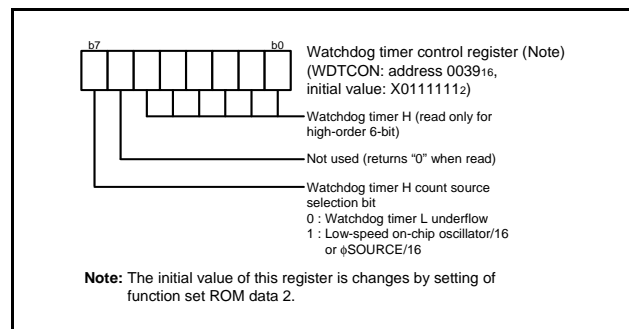 b7 b0
Watchdog timer control register (Note)
(WDTCON: address 0039₁₆,
initial value: X0111111₂)
Watchdog timer H (read only for
high-order 6-bit)
Not used (returns “0” when read)
Watchdog timer H count source
selection bit
0 : Watchdog timer L underflow
1 : Low-speed on-chip oscillator/16
or ϕSOURCE/16
Note: The initial value of this register is changes by setting of
function set ROM data 2.